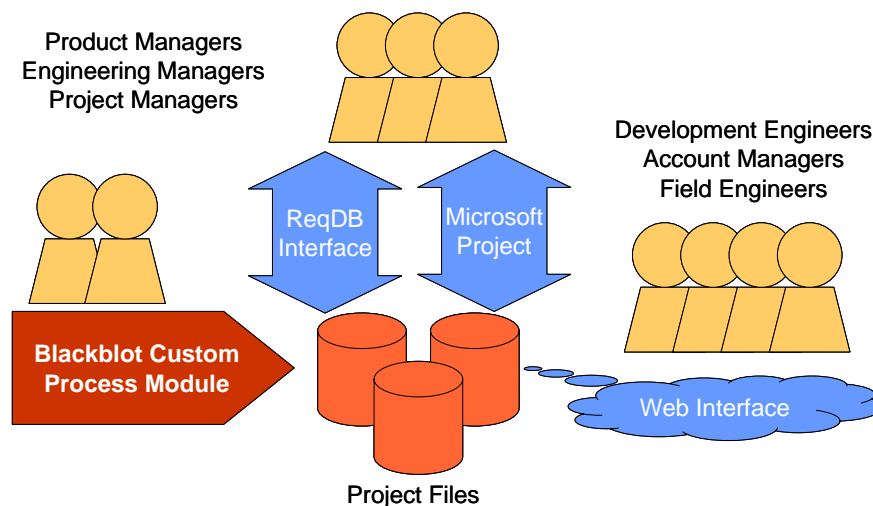 Product Managers
Engineering Managers
Project Managers
Development Engineers
Account Managers
Field Engineers
ReqDB
Interface
Microsoft
Project
Blackblot Custom
Process Module
Web Interface
Project Files